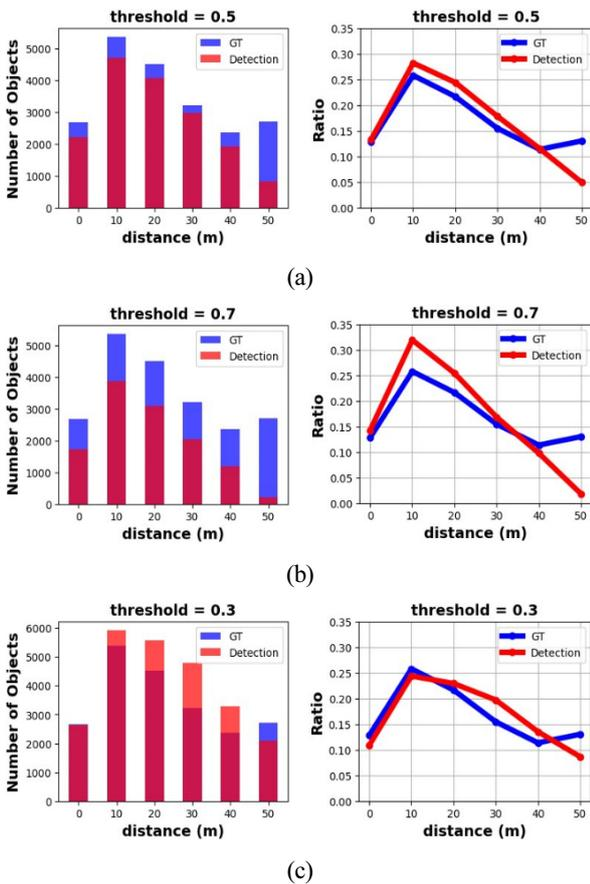 threshold = 0.5
Number of Objects
5000
4000
3000
2000
1000
0
GT
Detection
0 10 20 30 40 50
distance (m)
threshold = 0.5
Ratio
0.35
0.30
0.25
0.20
0.15
0.10
0.05
0.00
GT
Detection
0 10 20 30 40 50
distance (m)
(a)
threshold = 0.7
Number of Objects
5000
4000
3000
2000
1000
0
GT
Detection
0 10 20 30 40 50
distance (m)
threshold = 0.7
Ratio
0.35
0.30
0.25
0.20
0.15
0.10
0.05
0.00
GT
Detection
0 10 20 30 40 50
distance (m)
(b)
threshold = 0.3
Number of Objects
6000
5000
4000
3000
2000
1000
0
GT
Detection
0 10 20 30 40 50
distance (m)
threshold = 0.3
Ratio
0.35
0.30
0.25
0.20
0.15
0.10
0.05
0.00
GT
Detection
0 10 20 30 40 50
distance (m)
(c)